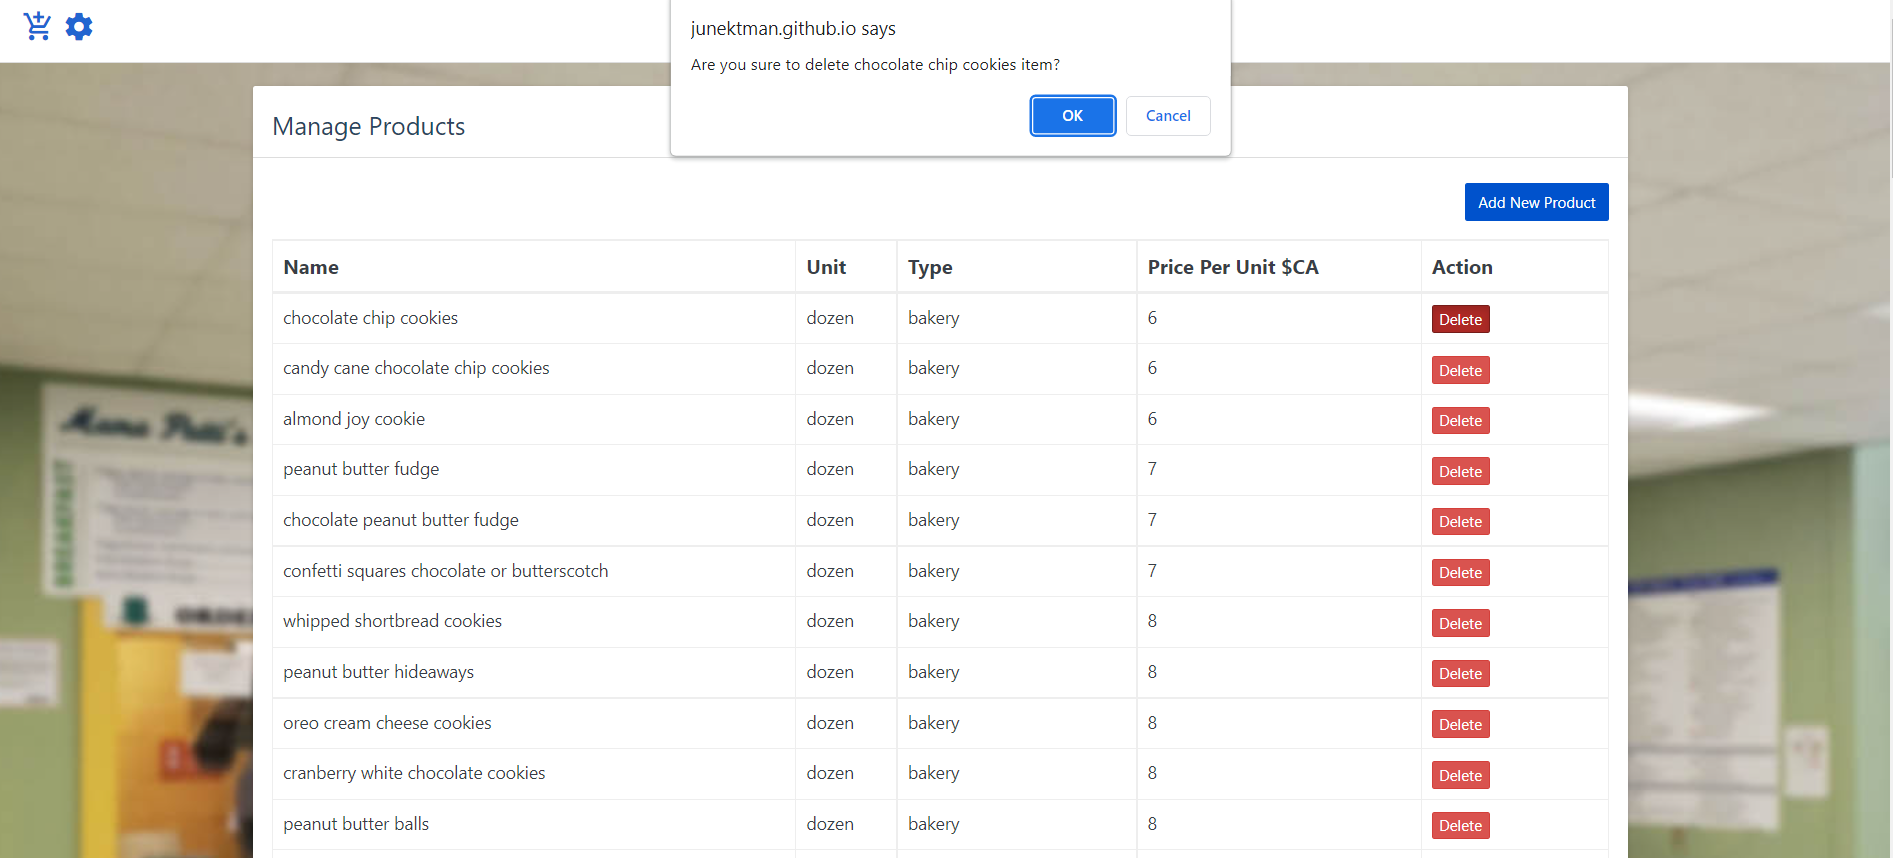 junektman.github.io says
Are you sure to delete chocolate chip cookies item?
OK Cancel
Manage Products
Add New Product
Name Unit Type Price Per Unit $CA Action
chocolate chip cookies dozen bakery 6 Delete
candy cane chocolate chip cookies dozen bakery 6 Delete
almond joy cookie dozen bakery 6 Delete
peanut butter fudge dozen bakery 7 Delete
chocolate peanut butter fudge dozen bakery 7 Delete
confetti squares chocolate or butterscotch dozen bakery 7 Delete
whipped shortbread cookies dozen bakery 8 Delete
peanut butter hideaways dozen bakery 8 Delete
oreo cream cheese cookies dozen bakery 8 Delete
cranberry white chocolate cookies dozen bakery 8 Delete
peanut butter balls dozen bakery 8 Delete
Mama Patti's
BREAKFAST